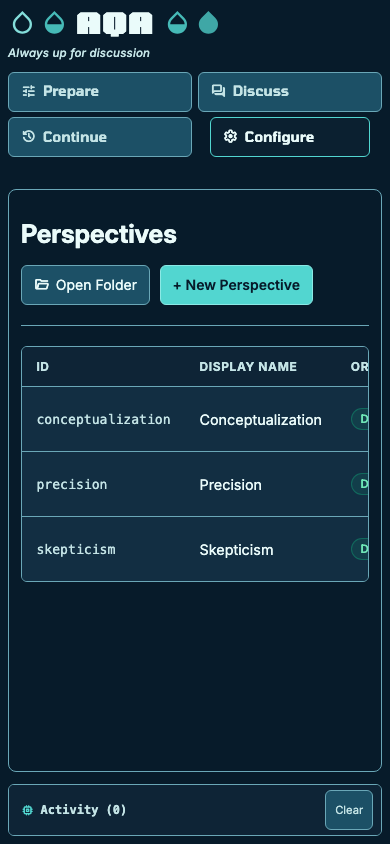 AQA
Always up for discussion
Prepare
Discuss
Continue
Configure
Perspectives
Open Folder
+ New Perspective
ID DISPLAY NAME OR
conceptualization Conceptualization D
precision Precision D
skepticism Skepticism D
Activity (0)
Clear